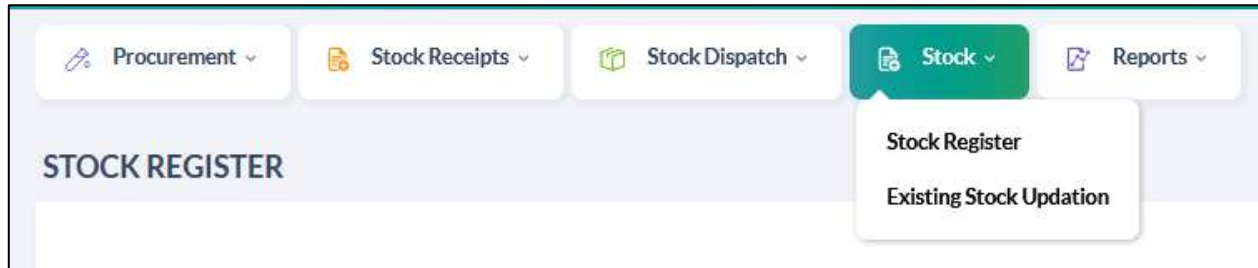 Procurement Stock Receipts Stock Dispatch Stock Reports
Stock Register
STOCK REGISTER
Existing Stock Updation